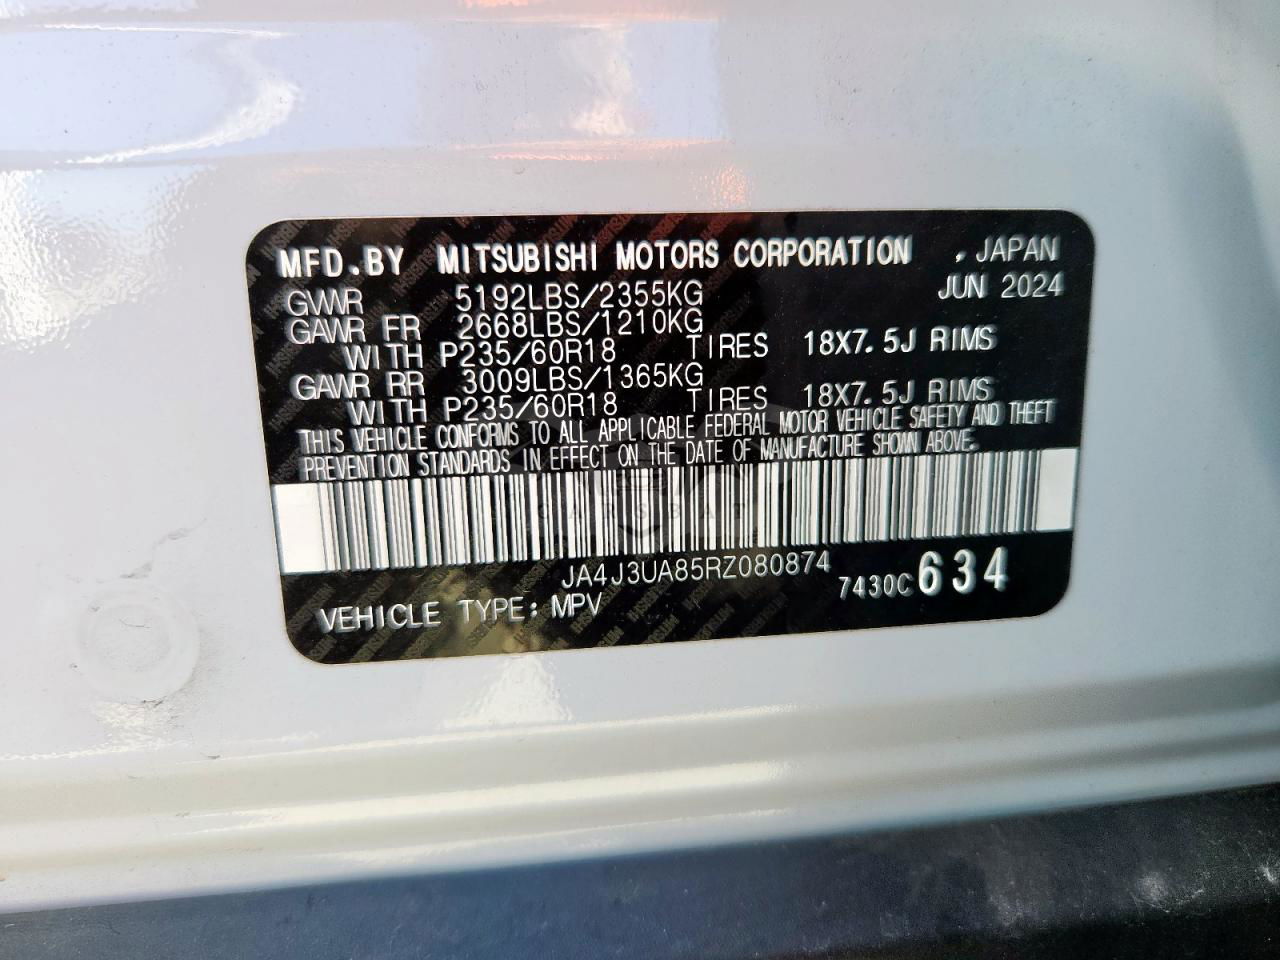 MFD.BY MITSUBISHI MOTORS CORPORATION . JAPAN
GVWR 5192LBS/2355KG JUN 2024
GAWR FR 2668LBS/1210KG
WITH P235/60R18 TIRES 18X7.5J RIMS
GAWR RR 3009LBS/1365KG
WITH P235/60R18 TIRES 18X7.5J RIMS
THIS VEHICLE CONFORMS TO ALL APPLICABLE FEDERAL MOTOR VEHICLE SAFETY AND THEFT
PREVENTION STANDARDS IN EFFECT ON THE DATE OF MANUFACTURE SHOWN ABOVE.
JA4J3UA85RZ080874 7430C 634
VEHICLE TYPE: MPV